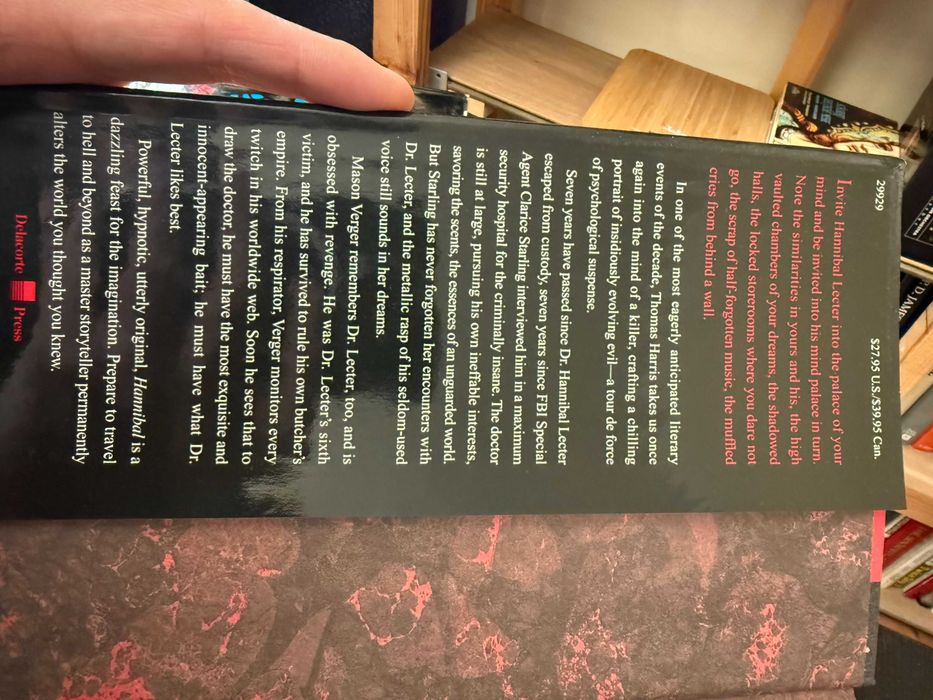 29929
$27.95 U.S./$39.95 Can.
Invite Hannibal Lecter into the palace of your
mind and be invited into his mind palace in turn.
Note the similarities in yours and his, the high
vaulted chambers of your dreams, the shadowed
halls, the locked storerooms where you dare not
go, the scrap of half-forgotten music, the muffled
cries from behind a wall.
In one of the most eagerly anticipated literary
events of the decade, Thomas Harris takes us once
again into the mind of a killer, crafting a chilling
portrait of insidiously evolving evil—a tour de force
of psychological suspense.
Seven years have passed since Dr. Hannibal Lecter
escaped from custody, seven years since FBI Special
Agent Clarice Starling interviewed him in a maximum
security hospital for the criminally insane. The doctor
is still at large, pursuing his own ineffable interests,
savoring the scents, the essences of an unguarded world.
But Starling has never forgotten her encounters with
Dr. Lecter, and the metallic rasp of his seldom-used
voice still sounds in her dreams.
Mason Verger remembers Dr. Lecter, too, and is
obsessed with revenge. He was Dr. Lecter's sixth
victim, and he has survived to rule his own butcher's
empire. From his respirator, Verger monitors every
twitch in his worldwide web. Soon he sees that to
draw the doctor, he must have the most exquisite and
innocent-appearing bait; he must have what Dr.
Lecter likes best.
Powerful, hypnotic, utterly original, Hannibal is a
dazzling feast for the imagination. Prepare to travel
to hell and beyond as a master storyteller permanently
alters the world you thought you knew.
Delacorte Press